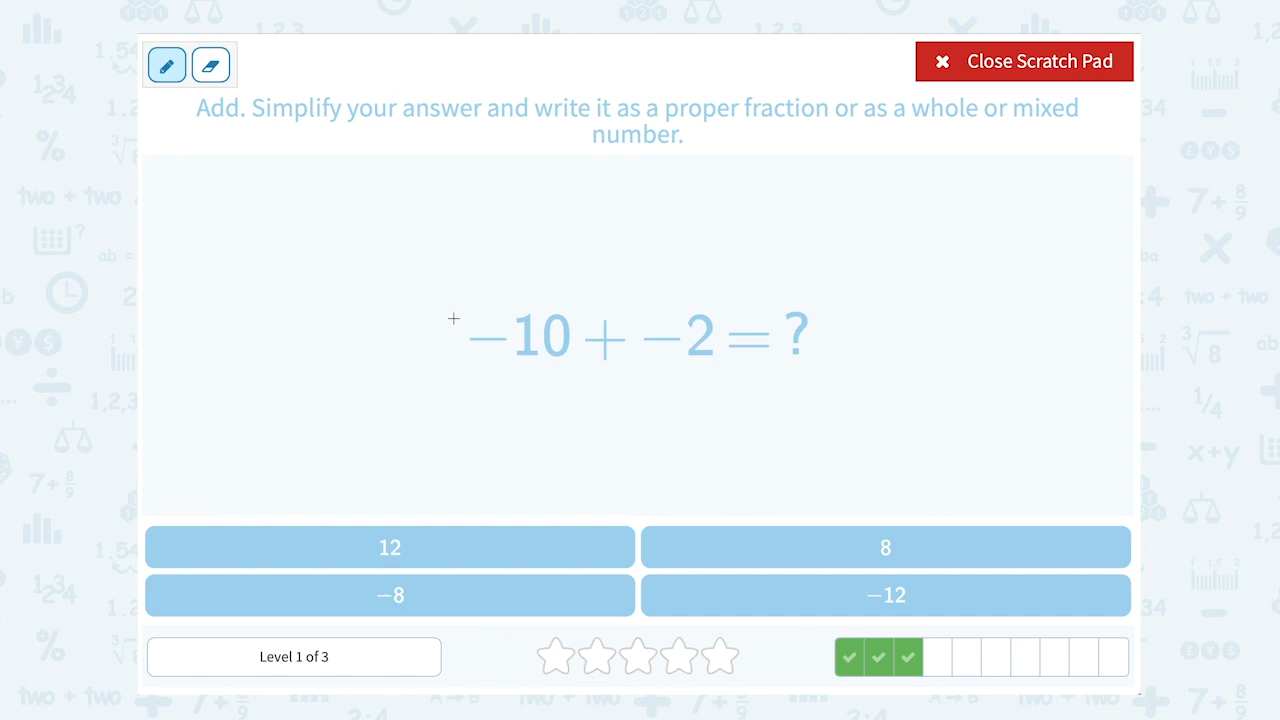 Close Scratch Pad
Add. Simplify your answer and write it as a proper fraction or as a whole or mixed
number.
−10 + −2 = ?
12
8
−8
−12
Level 1 of 3